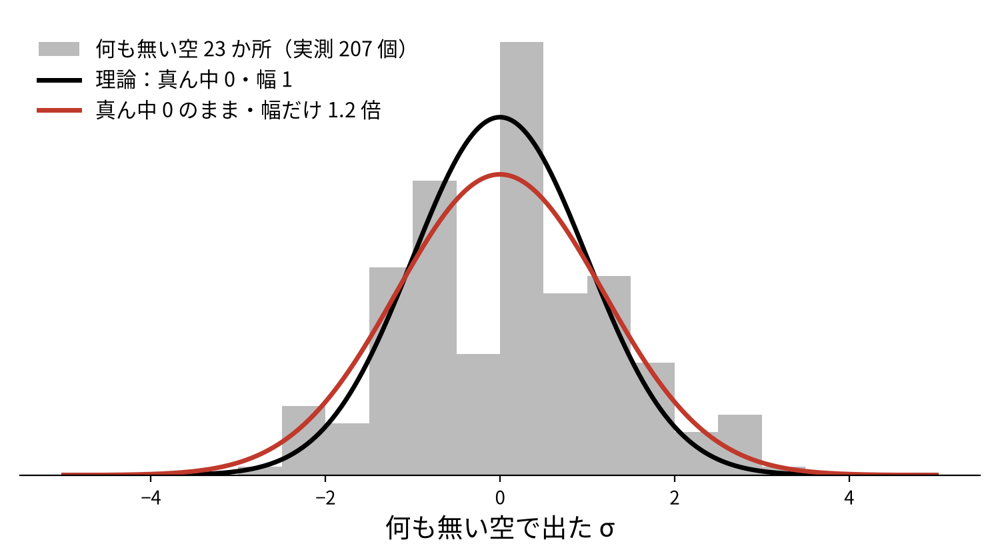 何も無い空 23 か所（実測 207 個）
理論：真ん中 0・幅 1
真ん中 0 のまま・幅だけ 1.2 倍
−4 −2 0 2 4
何も無い空で出た σ